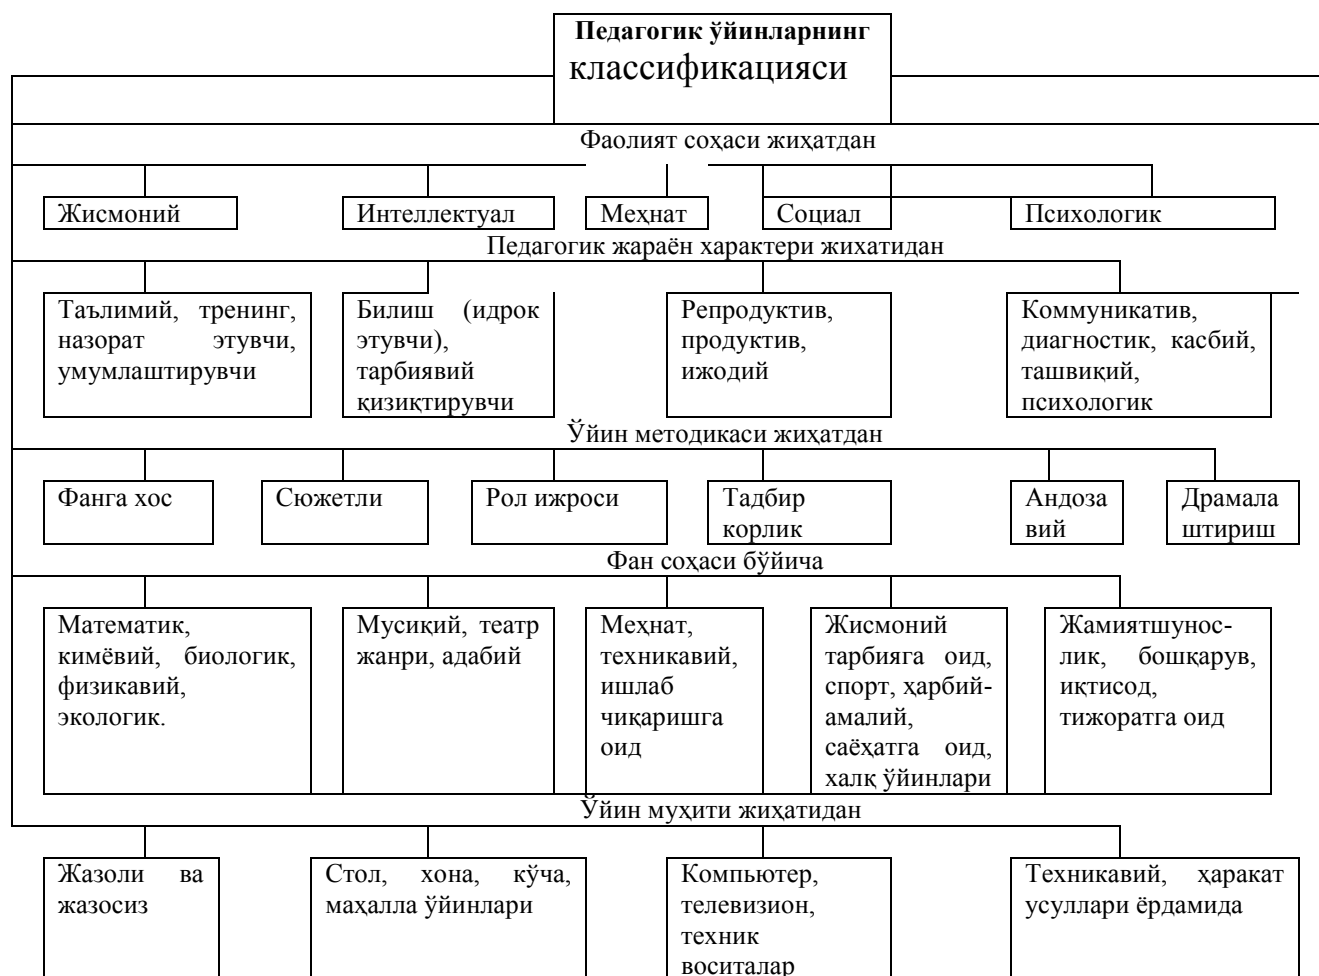 Педагогик ўйинларнинг
классификацияси
Фаолият соҳаси жиҳатдан
Жисмоний
Интеллектуал
Меҳнат
Социал
Психологик
Педагогик жараён характери жихатидан
Таълимий, тренинг,
назорат этувчи,
умумлаштирувчи
Билиш (идрок
этувчи),
тарбиявий
қизиқтирувчи
Репродуктив,
продуктив,
ижодий
Коммуникатив,
диагностик, касбий,
ташвиқий,
психологик
Ўйин методикаси жиҳатдан
Фанга хос
Сюжетли
Рол ижроси
Тадбир
корлик
Андоза
вий
Драмала
штириш
Фан соҳаси бўйича
Математик,
кимёвий, биологик,
физикавий,
экологик.
Мусиқий, театр
жанри, адабий
Меҳнат,
техникавий,
ишлаб
чиқаришга
оид
Жисмоний
тарбияга оид,
спорт, ҳарбий-
амалий,
саёҳатга оид,
халқ ўйинлари
Жамиятшунос-
лик, бошқарув,
иқтисод,
тижоратга оид
Ўйин муҳити жиҳатидан
Жазоли ва
жазосиз
Стол, хона, кўча,
маҳалла ўйинлари
Компьютер,
телевизион,
техник
воситалар
Техникавий, ҳаракат
усуллари ёрдамида